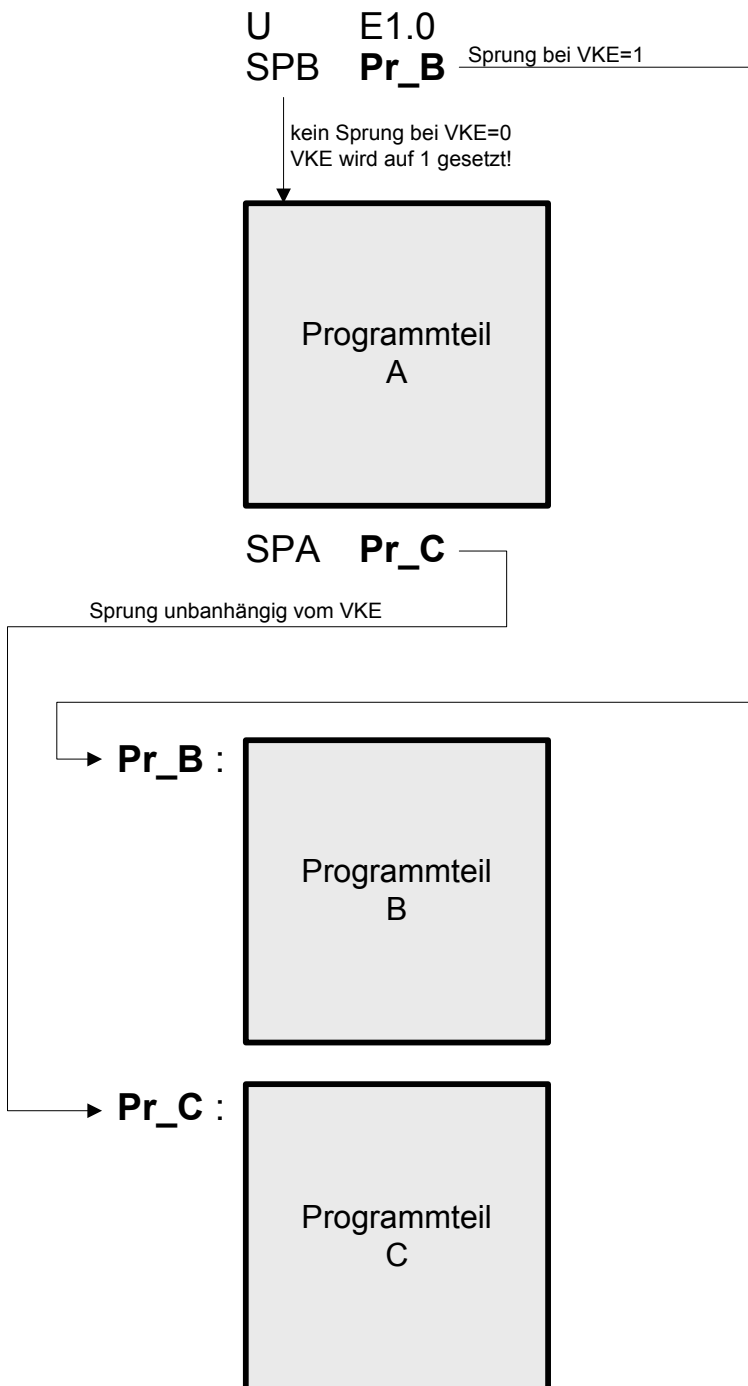 U E1.0
SPB Pr_B Sprung bei VKE=1
kein Sprung bei VKE=0
VKE wird auf 1 gesetzt!
Programmteil
A
SPA Pr_C
Sprung unbanhängig vom VKE
Pr_B :
Programmteil
B
Pr_C :
Programmteil
C